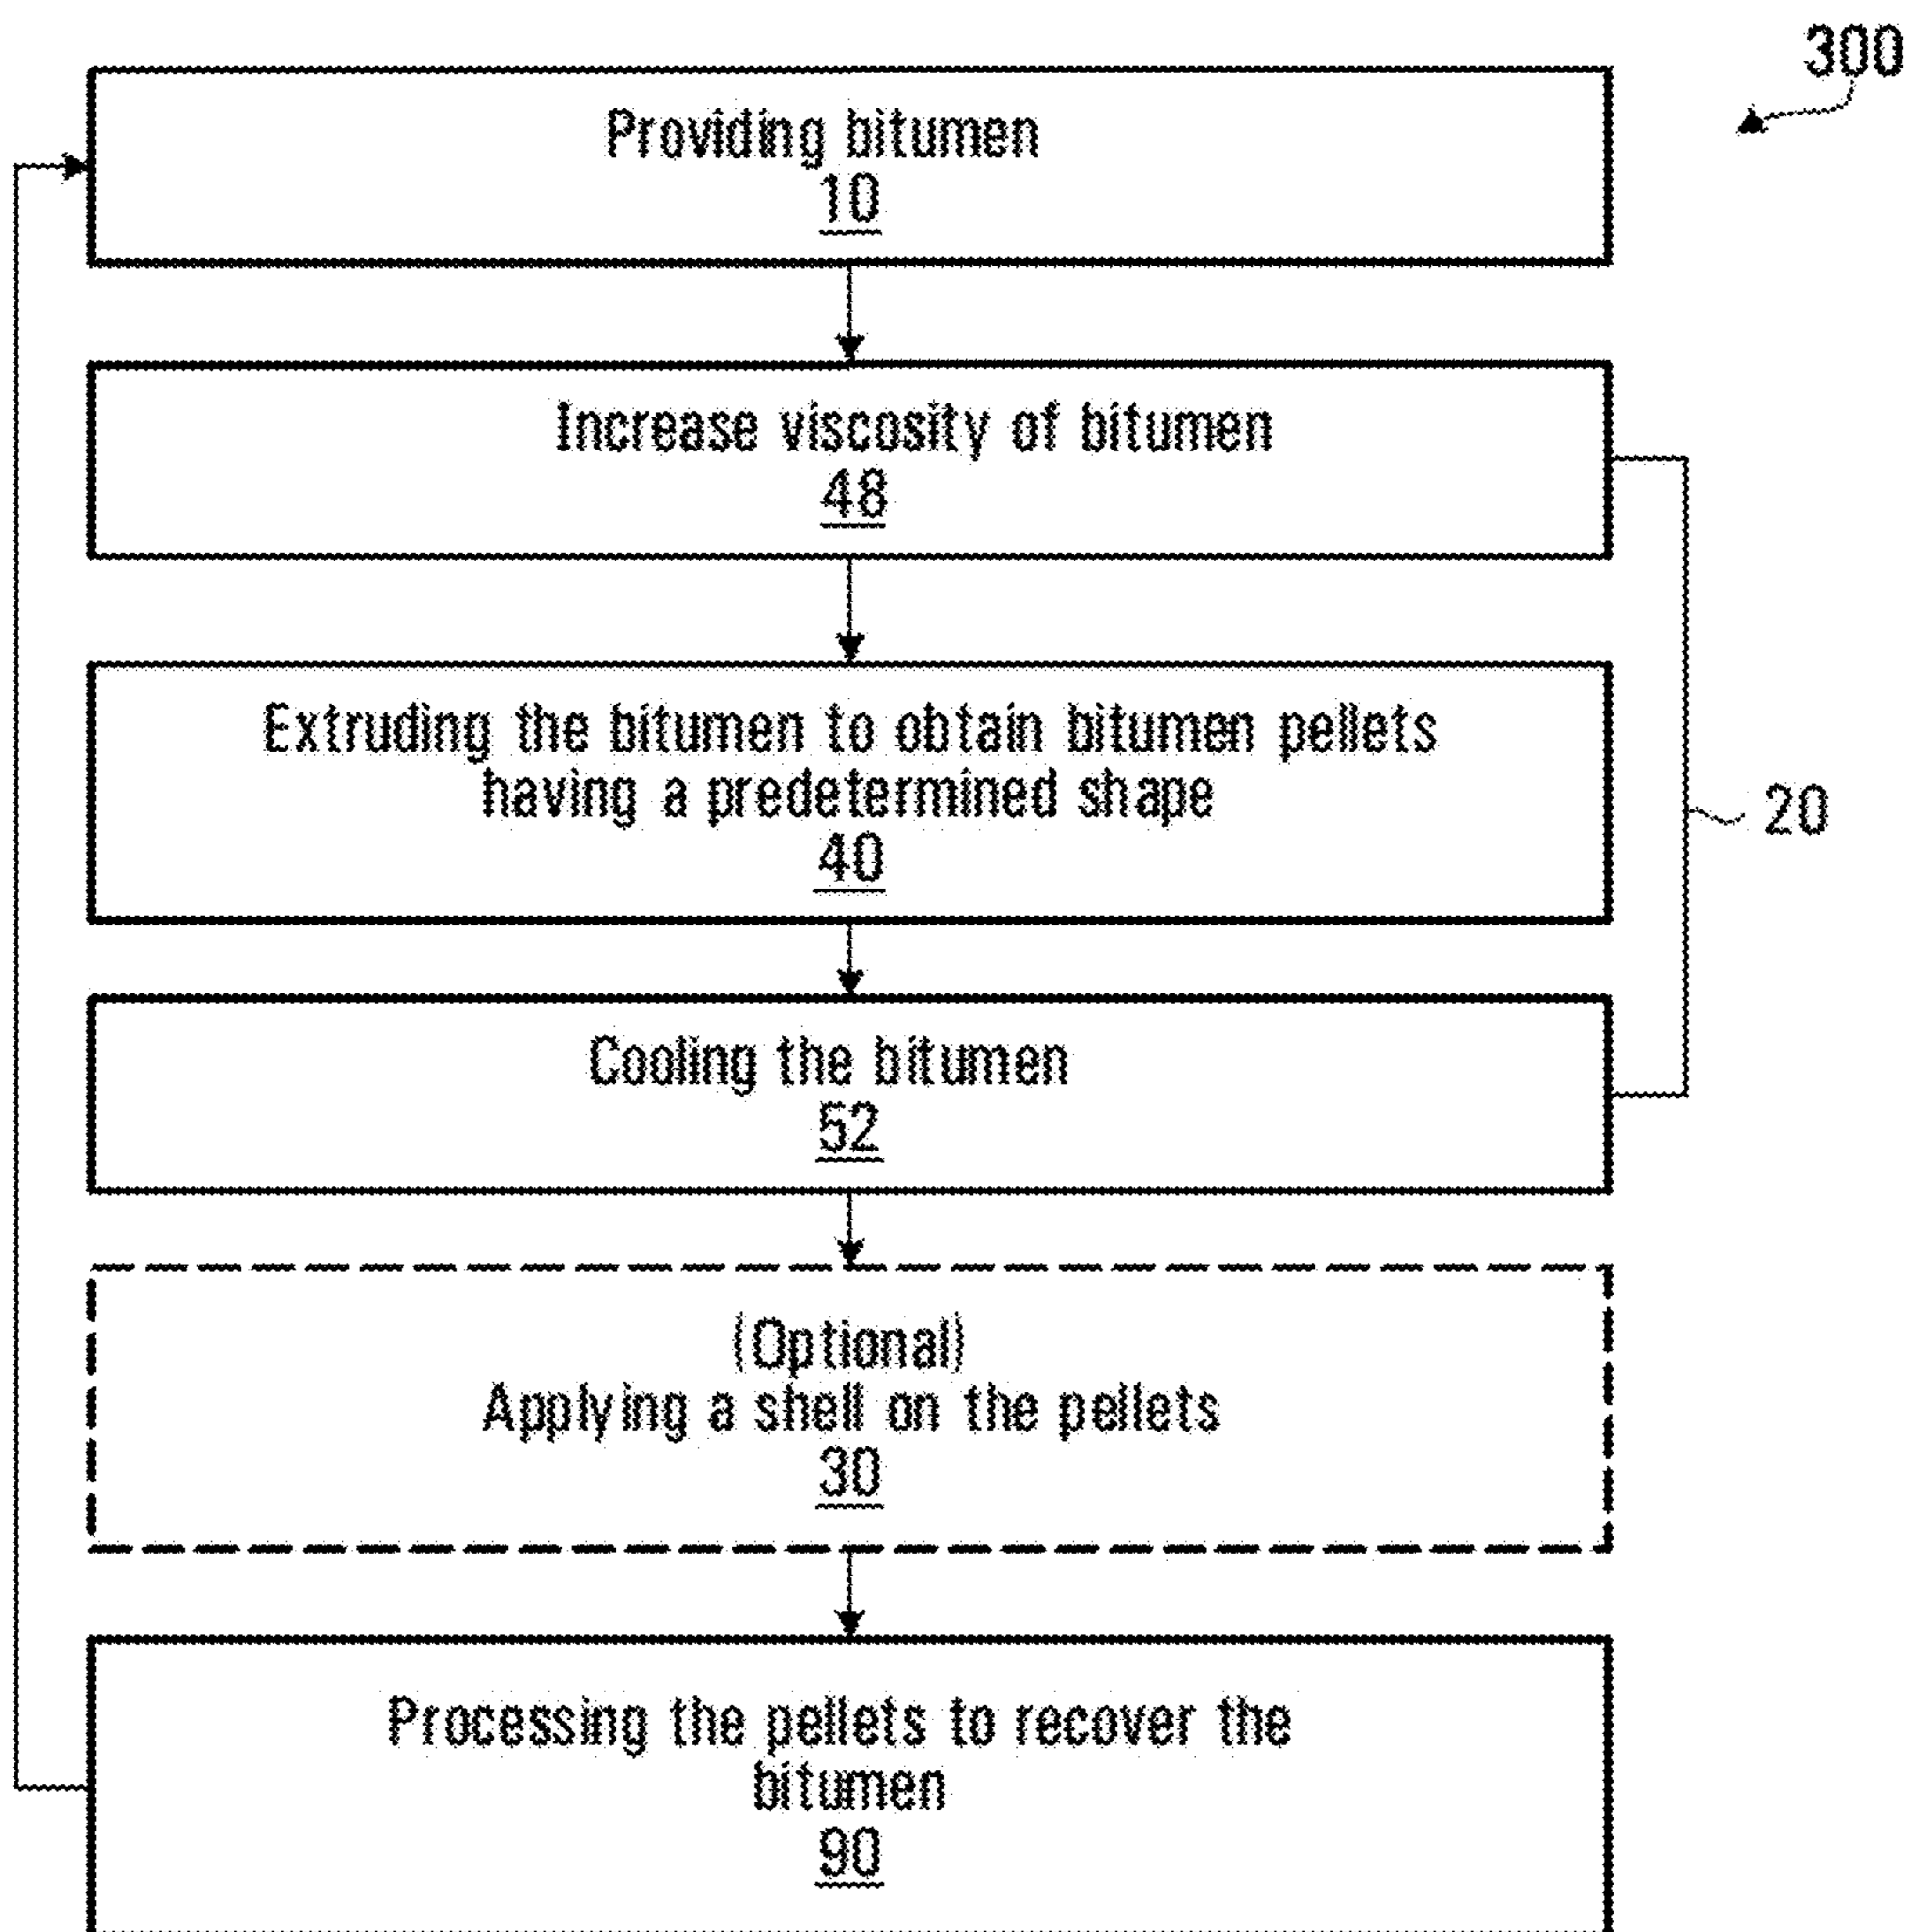 300
Providing bitumen
10
Increase viscosity of bitumen
48
Extruding the bitumen to obtain bitumen pellets
having a predetermined shape
40
20
Cooling the bitumen
52
(Optional)
Applying a shell on the pellets
30
Processing the pellets to recover the
bitumen
90